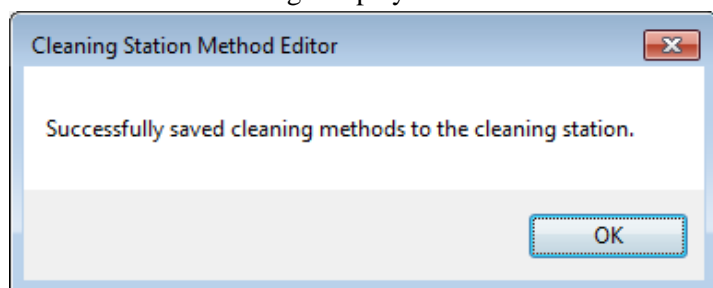 Cleaning Station Method Editor
Successfully saved cleaning methods to the cleaning station.
OK